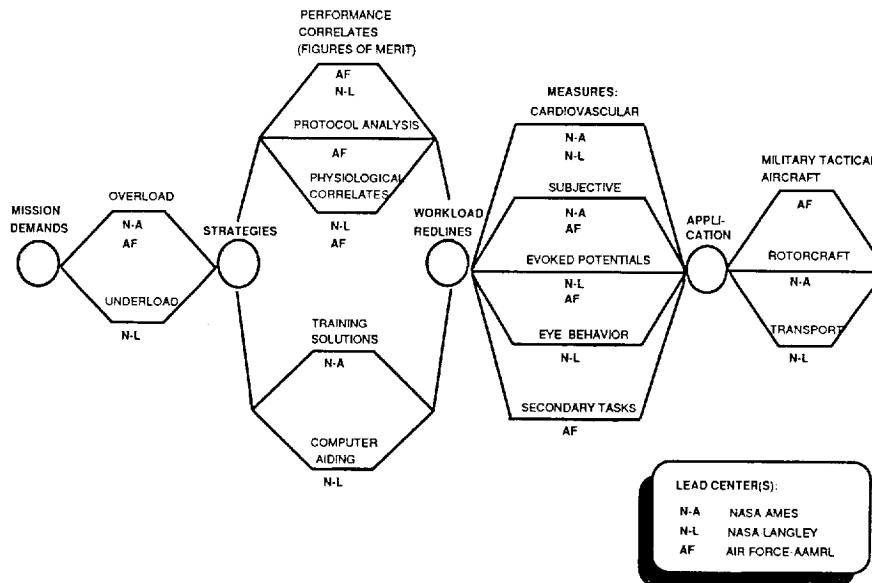 PERFORMANCE
CORRELATES
(FIGURES OF MERIT)
AF
N-L
PROTOCOL ANALYSIS
AF
PHYSIOLOGICAL
CORRELATES
N-L
AF
MISSION
DEMANDS
OVERLOAD
N-A
AF
UNDERLOAD
N-L
STRATEGIES
TRAINING
SOLUTIONS
N-A
COMPUTER
AIDING
N-L
WORKLOAD
REDLINES
MEASURES:
CARDIOVASCULAR
N-A
N-L
SUBJECTIVE
N-A
AF
EVOKED POTENTIALS
N-L
AF
EYE BEHAVIOR
N-L
SECONDARY TASKS
AF
APPLI-
CATION
MILITARY TACTICAL
AIRCRAFT
AF
ROTORCRAFT
N-A
TRANSPORT
N-L
LEAD CENTER(S):
N-A NASA AMES
N-L NASA LANGLEY
AF AIR FORCE-AAMRL